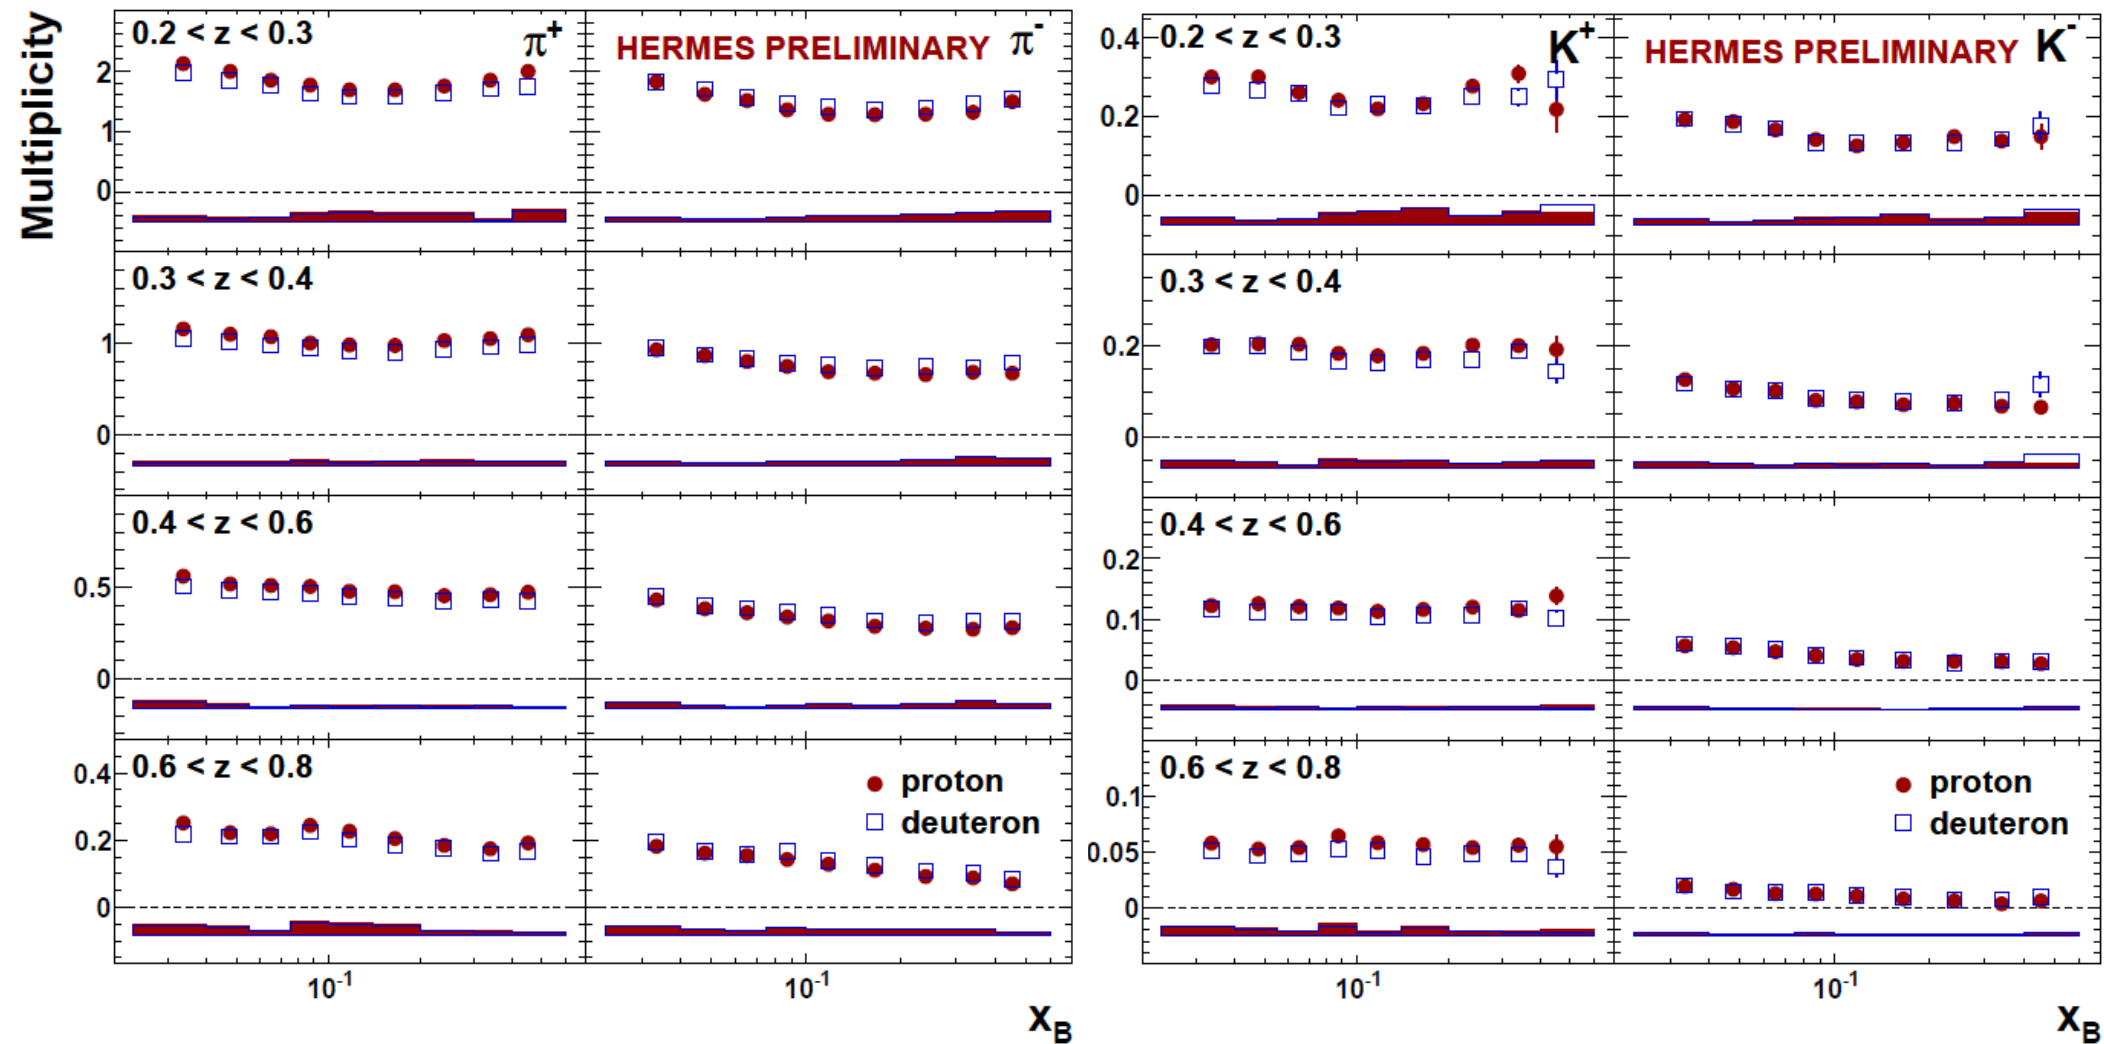 Multiplicity
0.2 < z < 0.3 π⁺
HERMES PRELIMINARY π⁻
2
1
0
0.3 < z < 0.4
1
0
0.4 < z < 0.6
0.5
0
0.6 < z < 0.8
0.4
0.2
0
proton
deuteron
10⁻¹ 10⁻¹
x_B
0.2 < z < 0.3 K⁺
HERMES PRELIMINARY K⁻
0.4
0.2
0
0.3 < z < 0.4
0.2
0
0.4 < z < 0.6
0.2
0.1
0
0.6 < z < 0.8
0.1
0.05
0
proton
deuteron
10⁻¹ 10⁻¹
x_B